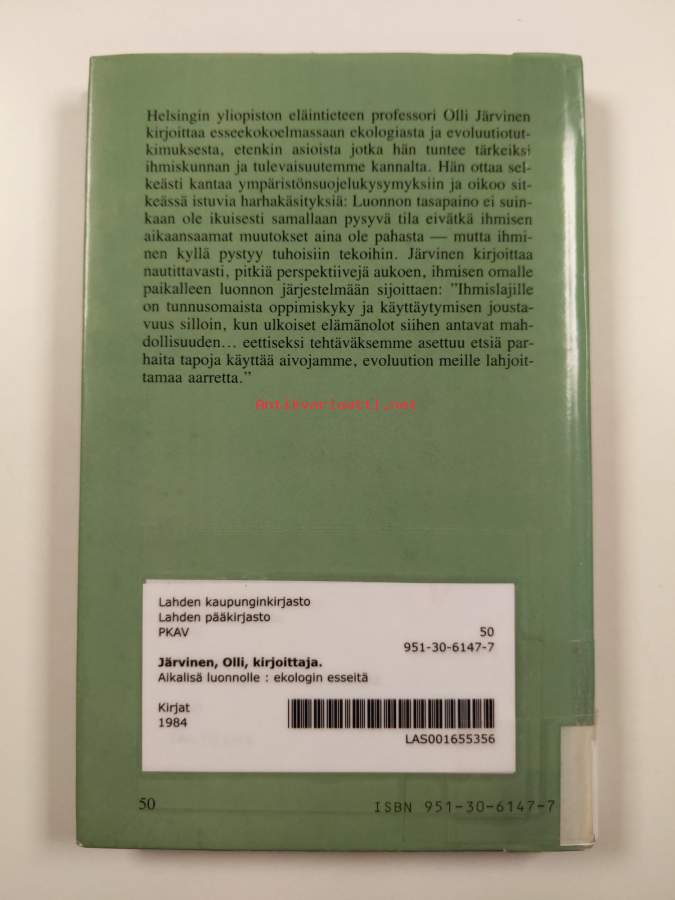 Helsingin yliopiston eläintieteen professori Olli Järvinen
kirjoittaa esseekokoelmassaan ekologiasta ja evoluutiotut-
kimuksesta, etenkin asioista jotka hän tuntee tärkeiksi
ihmiskunnan ja tulevaisuutemme kannalta. Hän ottaa sel-
keästi kantaa ympäristönsuojelukysymyksiin ja oikoo sit-
keässä istuvia harhakäsityksiä: Luonnon tasapaino ei suin-
kaan ole ikuisesti samallaan pysyvä tila eivätkä ihmisen
aikaansaamat muutokset aina ole pahasta — mutta ihmi-
nen kyllä pystyy tuhoisiin tekoihin. Järvinen kirjoittaa
nautittavasti, pitkiä perspektiivejä aukoen, ihmisen omalle
paikalleen luonnon järjestelmään sijoittaen: ”Ihmislajille
on tunnusomaista oppimiskyky ja käyttäytymisen jousta-
vuus silloin, kun ulkoiset elämänolot siihen antavat mah-
dollisuuden... eettiseksi tehtäväksemme asettuu etsiä par-
haita tapoja käyttää aivojamme, evoluution meille lahjoit-
tamaa aarretta.”
Antikvariaatti.net
Lahden kaupunginkirjasto
Lahden pääkirjasto
PKAV 50
951-30-6147-7
Järvinen, Olli, kirjoittaja.
Aikalisä luonnolle : ekologin esseitä
Kirjat
1984
LAS001655356
50 ISBN 951-30-6147-7